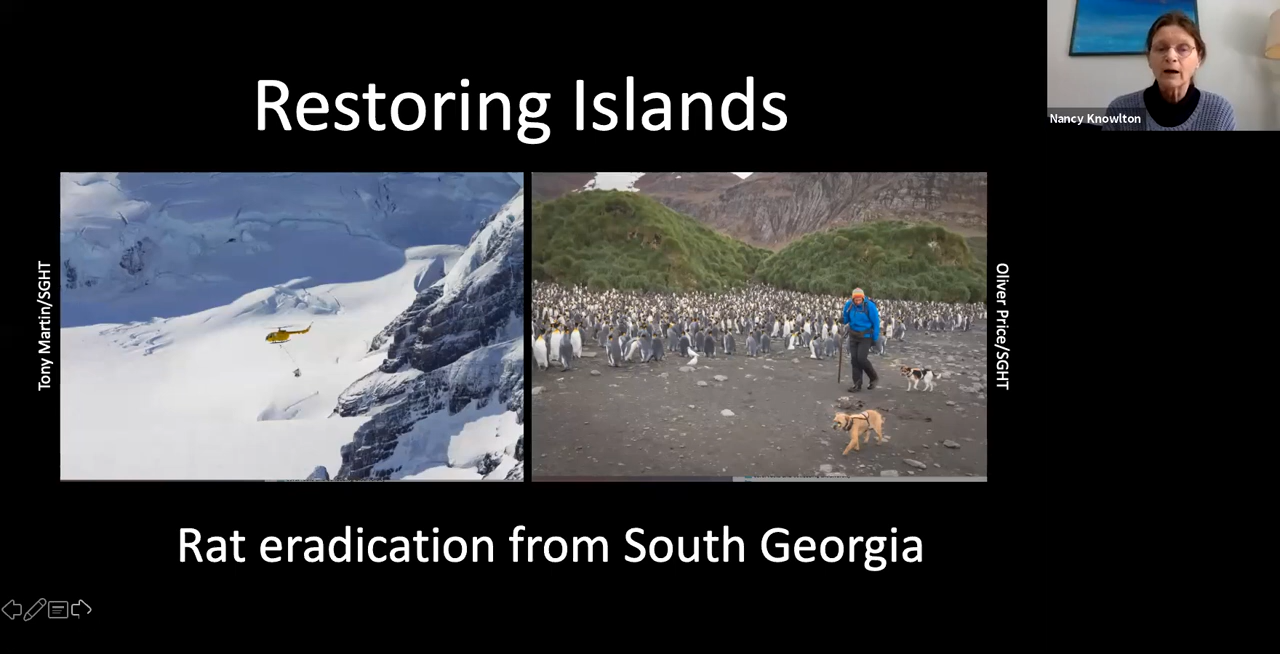 Restoring Islands
Nancy Knowlton
Tony Martin/SGHT
Oliver Price/SGHT
Rat eradication from South Georgia